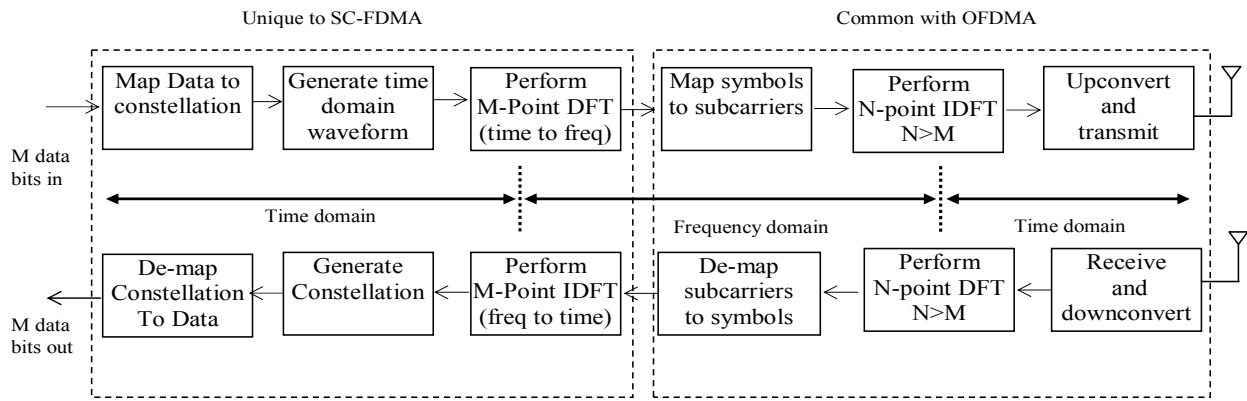 Unique to SC-FDMA
Common with OFDMA
Map Data to
constellation
Generate time
domain
waveform
Perform
M-Point DFT
(time to freq)
Map symbols
to subcarriers
Perform
N-point IDFT
N>M
Upconvert
and
transmit
M data
bits in
Time domain
Frequency domain
Time domain
De-map
Constellation
To Data
Generate
Constellation
Perform
M-Point IDFT
(freq to time)
De-map
subcarriers
to symbols
Perform
N-point DFT
N>M
Receive
and
downconvert
M data
bits out